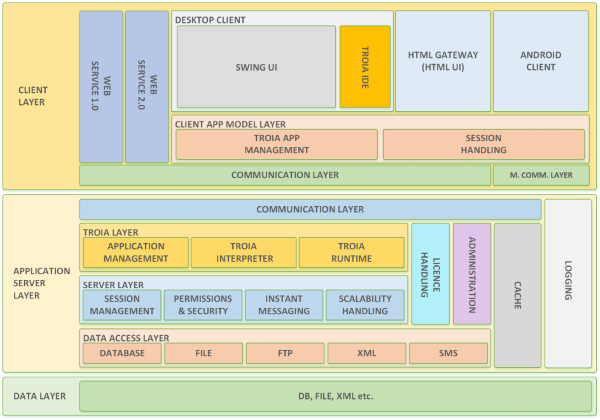 CLIENT
LAYER
WEB
SERVICE 1.0
WEB
SERVICE 2.0
DESKTOP CLIENT
SWING UI
TROIA IDE
HTML GATEWAY
(HTML UI)
ANDROID
CLIENT
CLIENT APP MODEL LAYER
TROIA APP
MANAGEMENT
SESSION
HANDLING
COMMUNICATION LAYER
M. COMM. LAYER
APPLICATION
SERVER
LAYER
COMMUNICATION LAYER
TROIA LAYER
APPLICATION
MANAGEMENT
TROIA
INTERPRETER
TROIA
RUNTIME
SERVER LAYER
SESSION
MANAGEMENT
PERMISSIONS
& SECURITY
INSTANT
MESSAGING
SCALABILITY
HANDLING
DATA ACCESS LAYER
DATABASE
FILE
FTP
XML
SMS
LICENCE
HANDLING
ADMINISTRATION
CACHE
LOGGING
DATA LAYER
DB, FILE, XML etc.